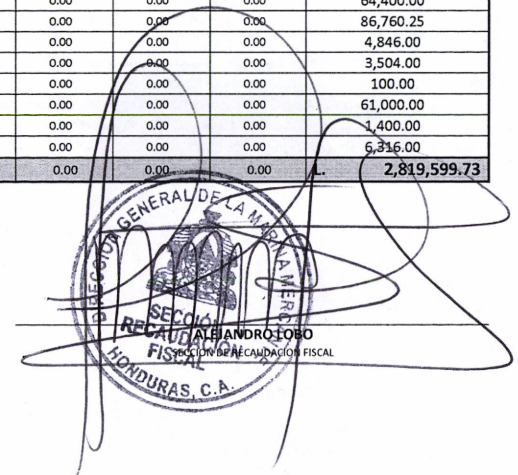 0.00 0.00 0.00 64,400.00
0.00 0.00 0.00 86,760.25
0.00 0.00 0.00 4,846.00
0.00 0.00 0.00 3,504.00
0.00 0.00 0.00 100.00
0.00 0.00 0.00 61,000.00
0.00 0.00 0.00 1,400.00
0.00 0.00 0.00 6,316.00
0.00 0.00 0.00 L. 2,819,599.73
DIRECCION GENERAL DE LA MARINA MERCANTE
SECCIÓN
RECAUDACIÓN
FISCAL
HONDURAS, C.A.
ALEJANDRO LOBO
SECCION DE RECAUDACION FISCAL